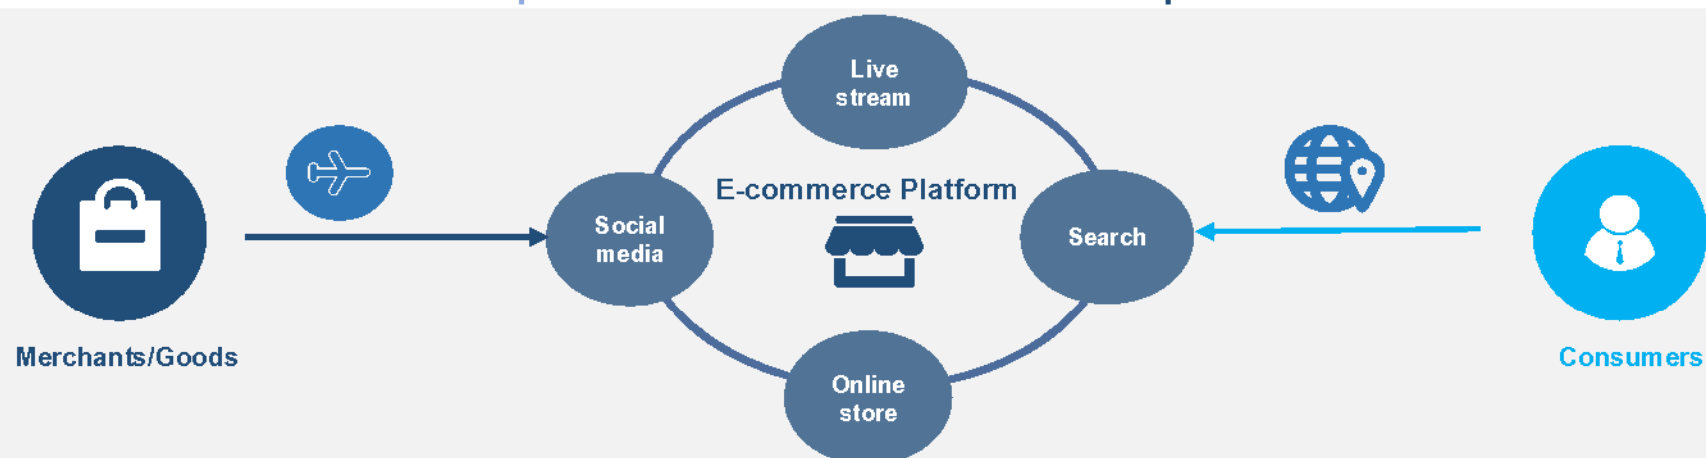 Live
stream
E-commerce Platform
Social
media
Search
Merchants/Goods
Consumers
Online
store